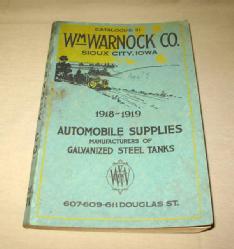 CATALOGUE 31
WM WARNOCK CO.
SIOUX CITY, IOWA
1918-1919
AUTOMOBILE SUPPLIES
MANUFACTURERS OF
GALVANIZED STEEL TANKS
607-609-611 DOUGLAS ST.